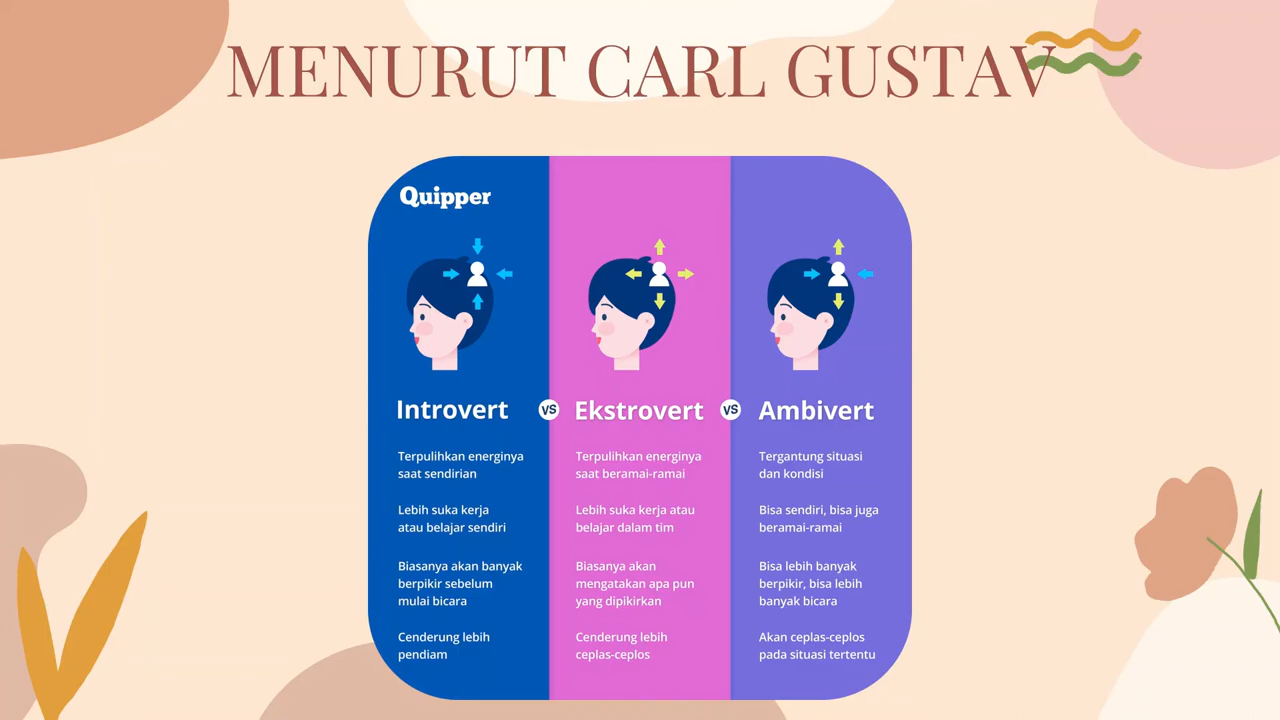 MENURUT CARL GUSTAV
Quipper
Introvert
Terpulihkan energinya
saat sendirian
Lebih suka kerja
atau belajar sendiri
Biasanya akan banyak
berpikir sebelum
mulai bicara
Cenderung lebih
pendiam
VS
Ekstrovert
Terpulihkan energinya
saat beramai-ramai
Lebih suka kerja atau
belajar dalam tim
Biasanya akan
mengatakan apa pun
yang dipikirkan
Cenderung lebih
ceplas-ceplos
VS
Ambivert
Tergantung situasi
dan kondisi
Bisa sendiri, bisa juga
beramai-ramai
Bisa lebih banyak
berpikir, bisa lebih
banyak bicara
Akan ceplas-ceplos
pada situasi tertentu